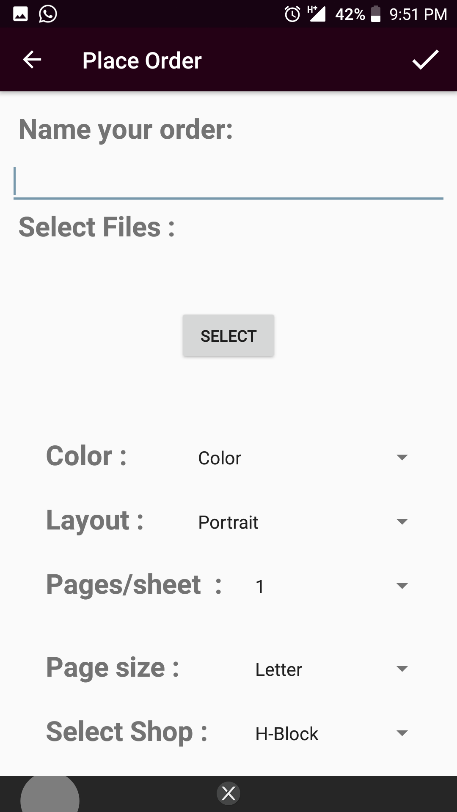 H+ 42% 9:51 PM
Place Order
Name your order:
Select Files :
SELECT
Color : Color
Layout : Portrait
Pages/sheet : 1
Page size : Letter
Select Shop : H-Block